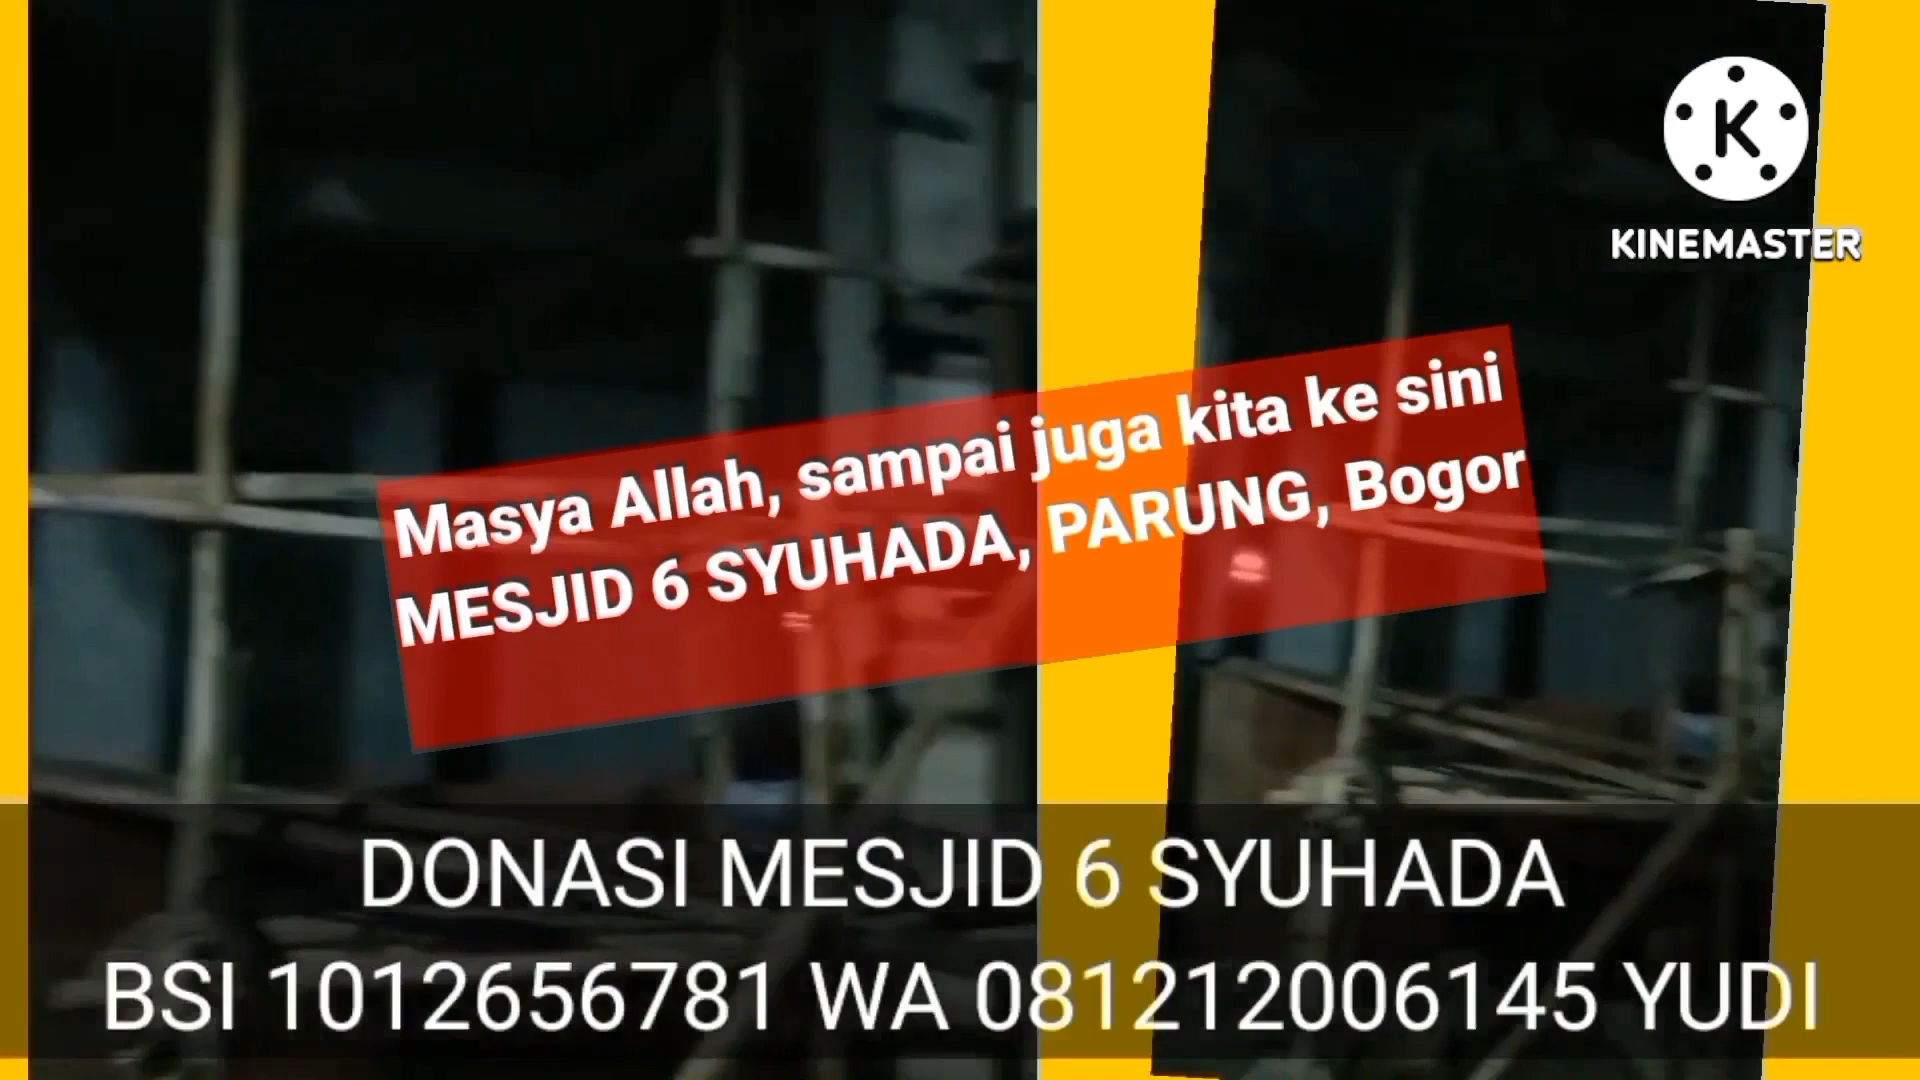 K
KINEMASTER
Masya Allah, sampai juga kita ke sini
MESJID 6 SYUHADA, PARUNG, Bogor
DONASI MESJID 6 SYUHADA
BSI 1012656781 WA 081212006145 YUDI